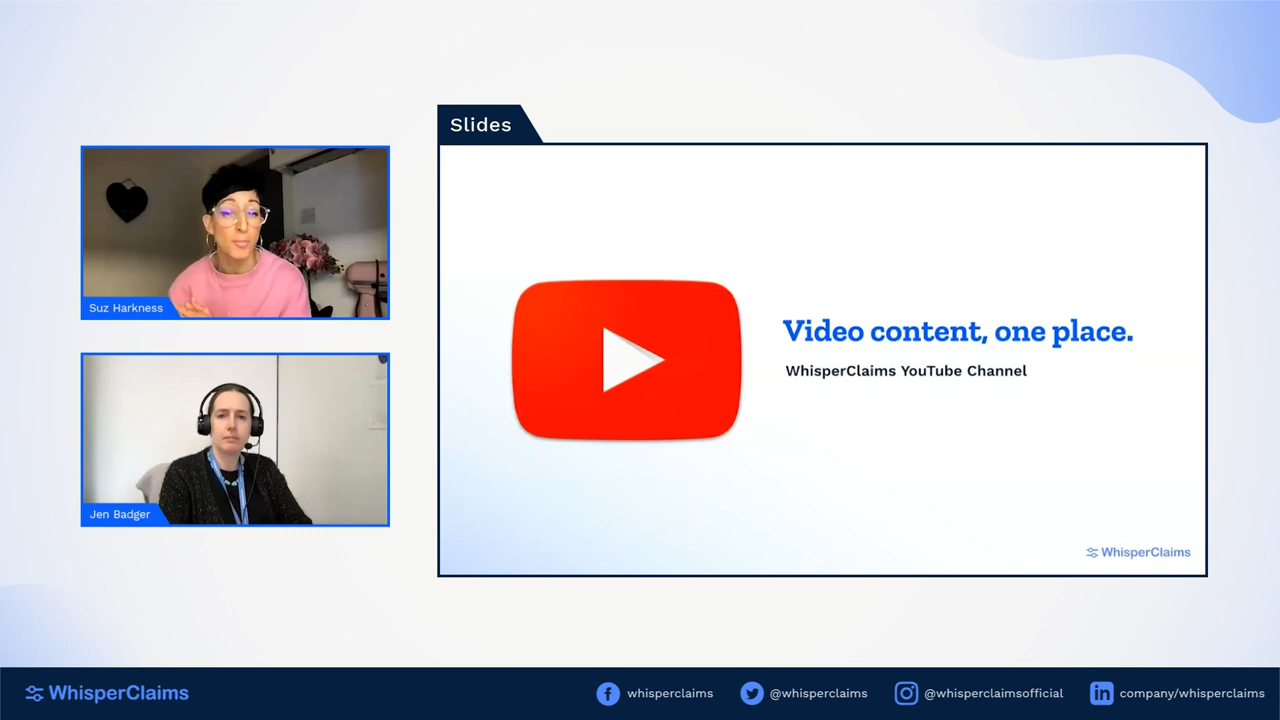 Slides
Suz Harkness
Jen Badger
Video content, one place.
WhisperClaims YouTube Channel
WhisperClaims
WhisperClaims
whisperclaims
@whisperclaims
@whisperclaimsofficial
company/whisperclaims